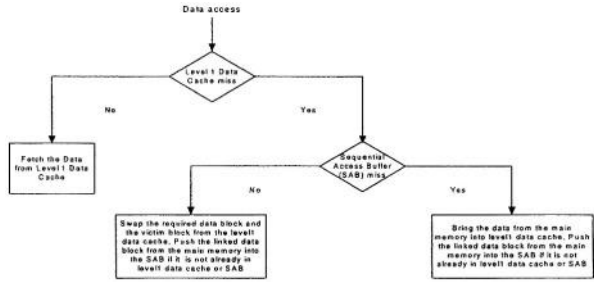 Data access
Level 1 Data
Cache miss
No
Yes
Fetch the Data
from Level 1 Data
Cache
Sequential
Access Buffer
(SAB) miss
No
Yes
Swap the required data block and
the victim block from the level1
data cache. Push the linked data
block from the main memory into
the SAB if it is not already in
level1 data cache or SAB
Bring the data from the main
memory into level1 data cache. Push
the linked data block from the main
memory into the SAB if it is not
already in level1 data cache or SAB